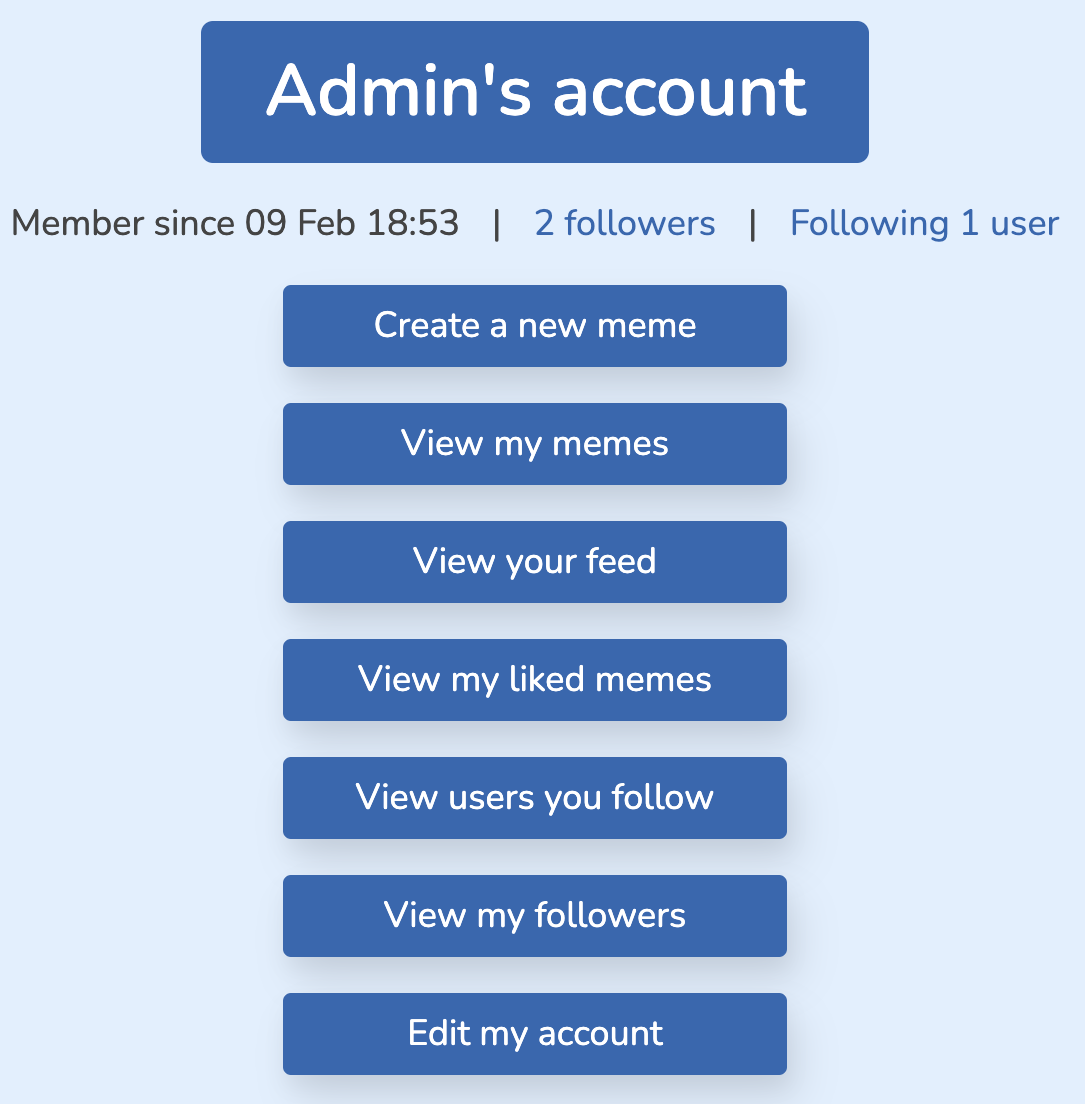 Admin's account
Member since 09 Feb 18:53 | 2 followers | Following 1 user
Create a new meme
View my memes
View your feed
View my liked memes
View users you follow
View my followers
Edit my account